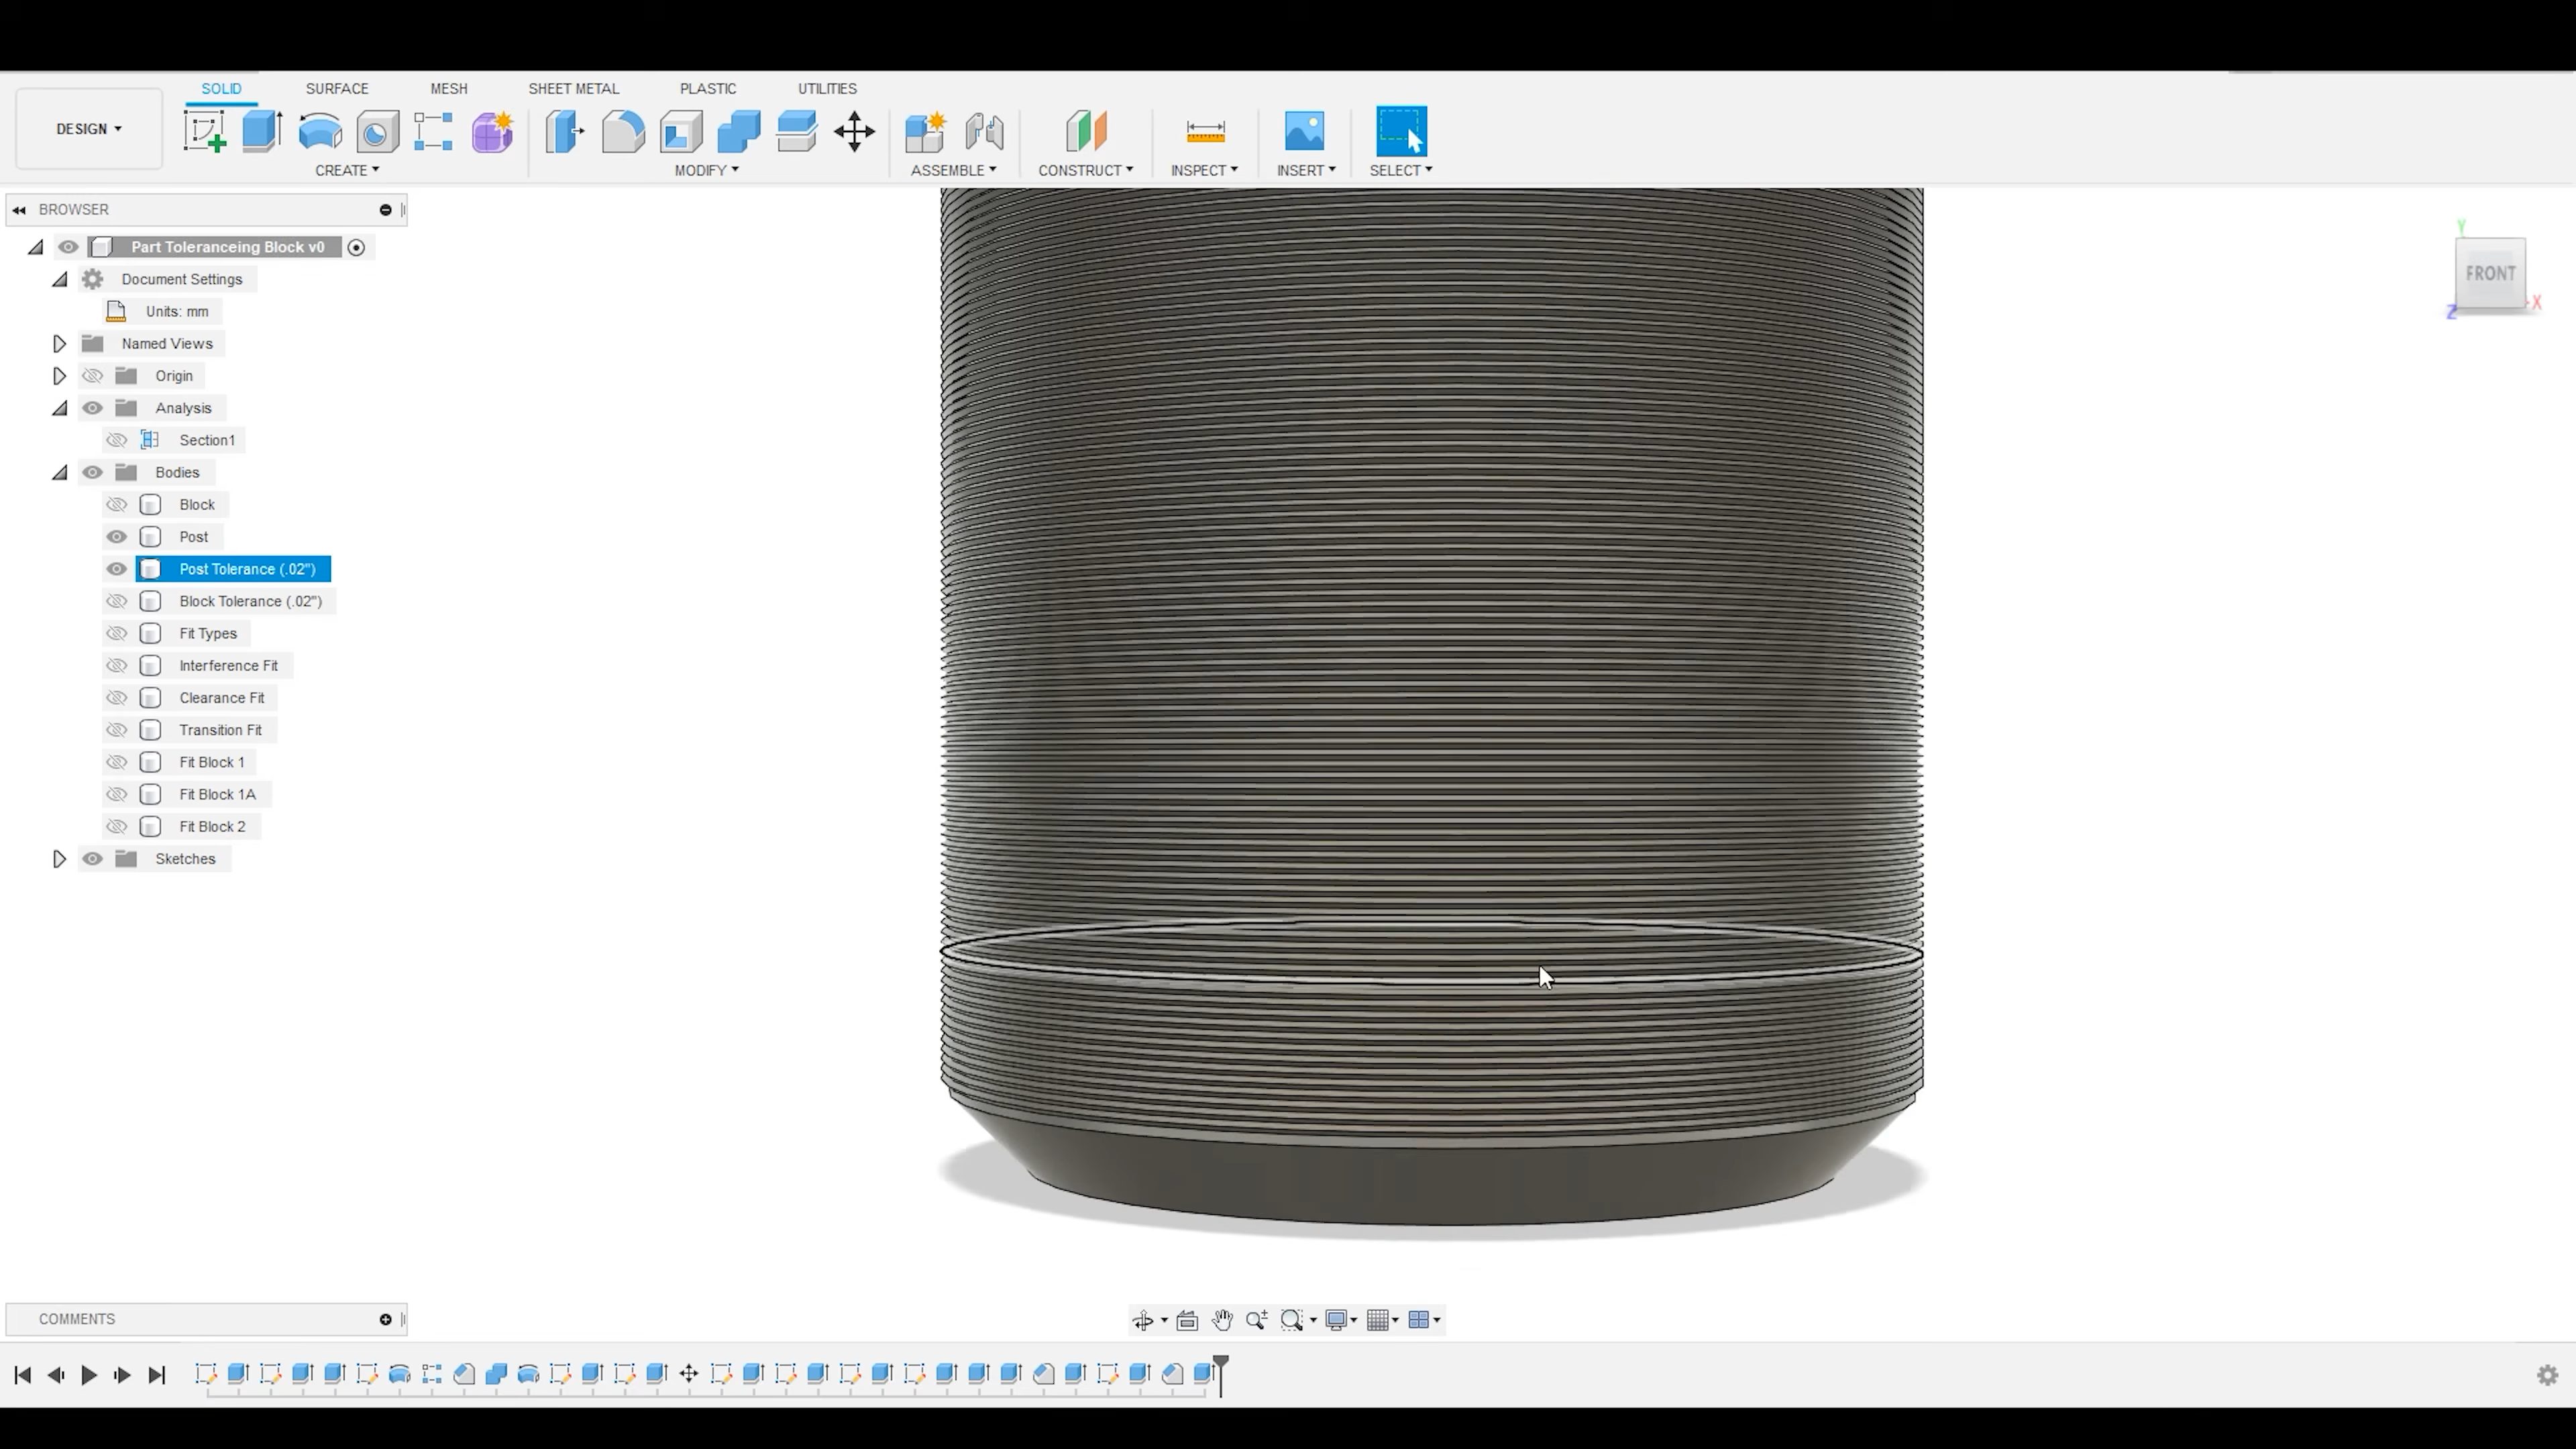 SOLID SURFACE MESH SHEET METAL PLASTIC UTILITIES
DESIGN
CREATE MODIFY ASSEMBLE CONSTRUCT INSPECT INSERT SELECT
BROWSER
Part Toleranceing Block v0
Document Settings
Units: mm
Named Views
Origin
Analysis
Section1
Bodies
Block
Post
Post Tolerance (.02")
Block Tolerance (.02")
Fit Types
Interference Fit
Clearance Fit
Transition Fit
Fit Block 1
Fit Block 1A
Fit Block 2
Sketches
Y
FRONT
Z
X
COMMENTS